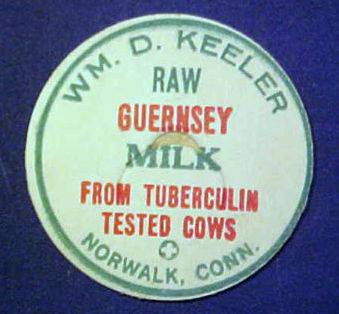 WM. D. KEELER
RAW
GUERNSEY
MILK
FROM TUBERCULIN
TESTED COWS
NORWALK, CONN.